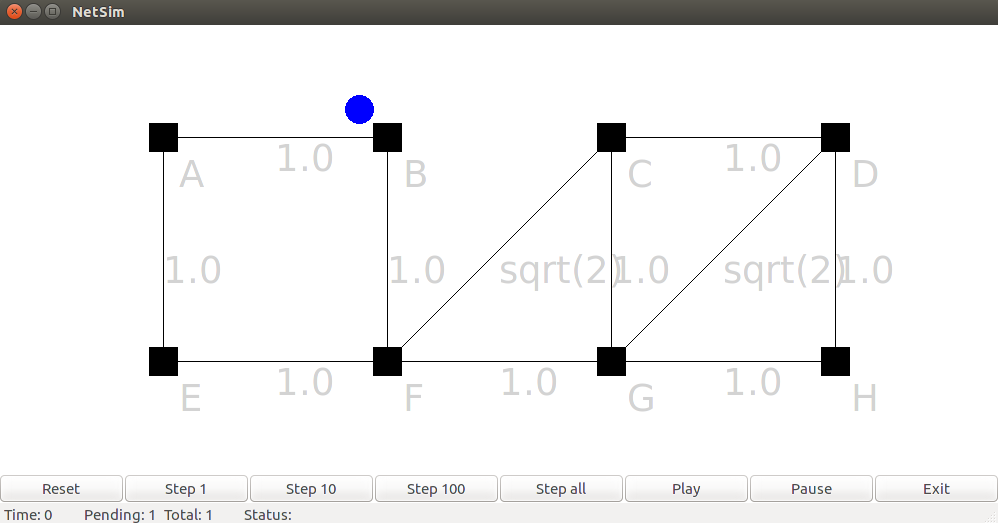 NetSim
A 1.0 B C 1.0 D
1.0 1.0 sqrt(2) 1.0 sqrt(2) 1.0
E 1.0 F 1.0 G 1.0 H
Reset Step 1 Step 10 Step 100 Step all Play Pause Exit
Time: 0 Pending: 1 Total: 1 Status: